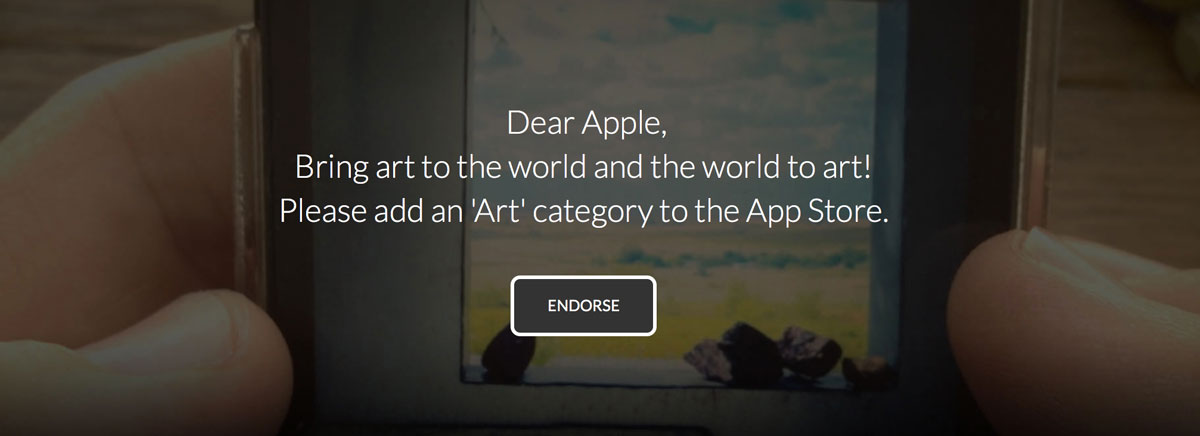 Dear Apple,
Bring art to the world and the world to art!
Please add an 'Art' category to the App Store.
ENDORSE